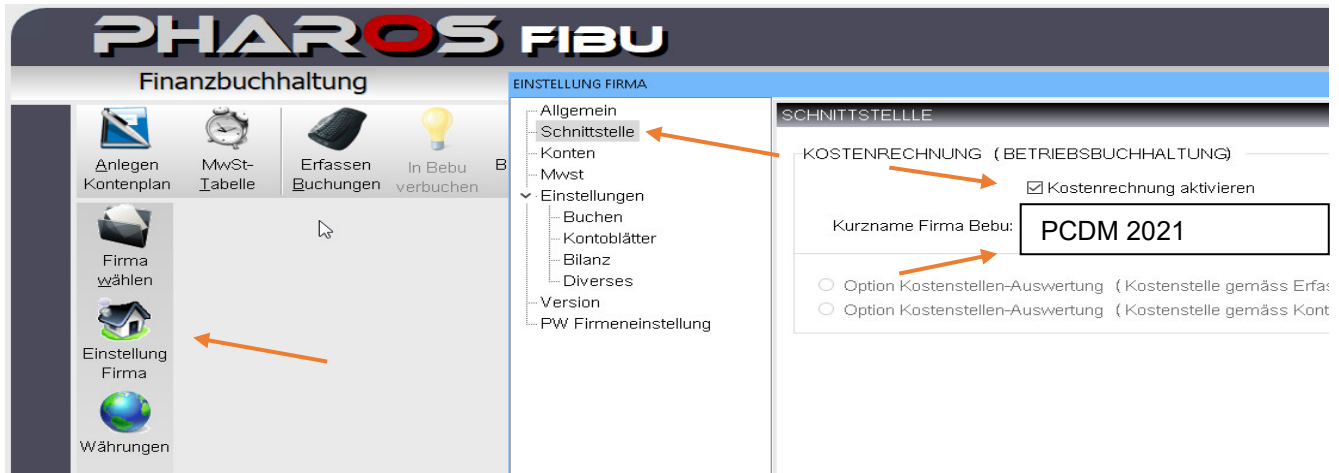 PHAROS FIBU
Finanzbuchhaltung
EINSTELLUNG FIRMA
Anlegen
Kontenplan
MwSt-
Tabelle
Erfassen
Buchungen
In Bebu
verbuchen
B
Firma
wählen
Einstellung
Firma
Währungen
Allgemein
Schnittstelle
Konten
Mwst
Einstellungen
Buchen
Kontoblätter
Bilanz
Diverses
Version
PW Firmeneinstellung
SCHNITTSTELLLE
KOSTENRECHNUNG (BETRIEBSBUCHHALTUNG)
Kostenrechnung aktivieren
Kurzname Firma Bebu: PCDM 2021
Option Kostenstellen-Auswertung (Kostenstelle gemäss Erfas
Option Kostenstellen-Auswertung (Kostenstelle gemäss Kont